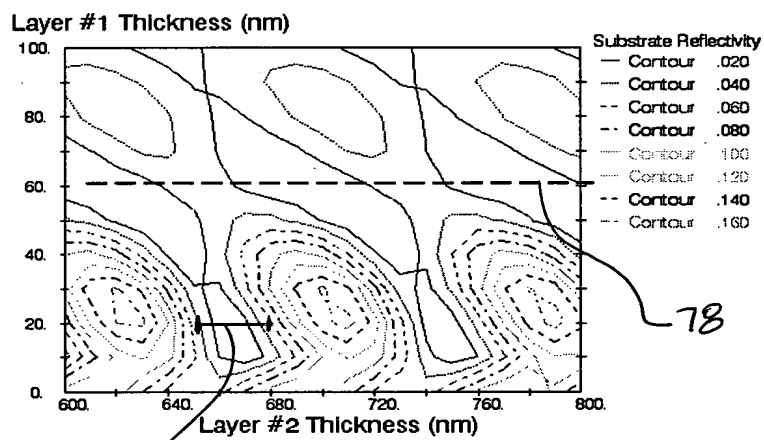 Layer #1 Thickness (nm)
100.
80.
60.
40.
20.
0.
600. 640. 680. 720. 760. 800.
Layer #2 Thickness (nm)
Substrate Reflectivity
Contour .020
Contour .040
Contour .060
Contour .080
Contour .100
Contour .120
Contour .140
Contour .160
78